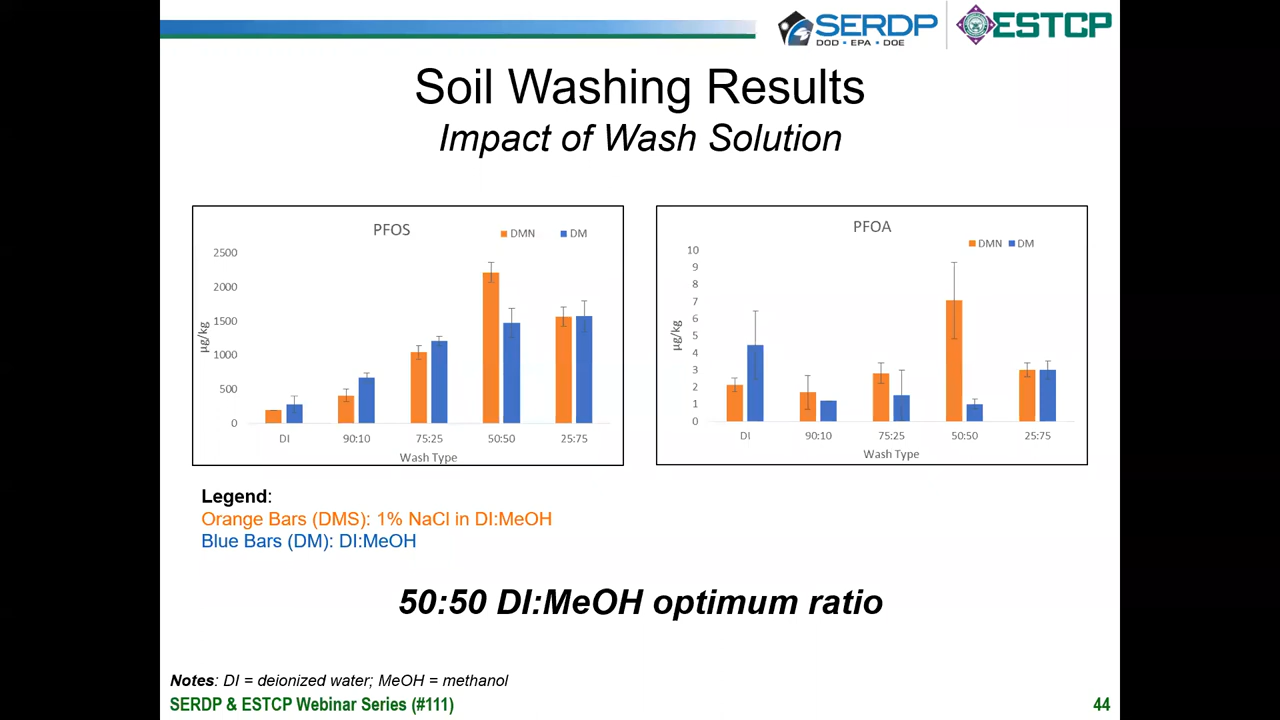 SERDP
DOD • EPA • DOE
ESTCP
Soil Washing Results
Impact of Wash Solution
PFOS
DMN DM
2500
2000
1500
1000
500
0
µg/kg
DI 90:10 75:25 50:50 25:75
Wash Type
PFOA
DMN DM
10
9
8
7
6
5
4
3
2
1
0
µg/kg
DI 90:10 75:25 50:50 25:75
Wash Type
Legend:
Orange Bars (DMS): 1% NaCl in DI:MeOH
Blue Bars (DM): DI:MeOH
50:50 DI:MeOH optimum ratio
Notes: DI = deionized water; MeOH = methanol
SERDP & ESTCP Webinar Series (#111)
44